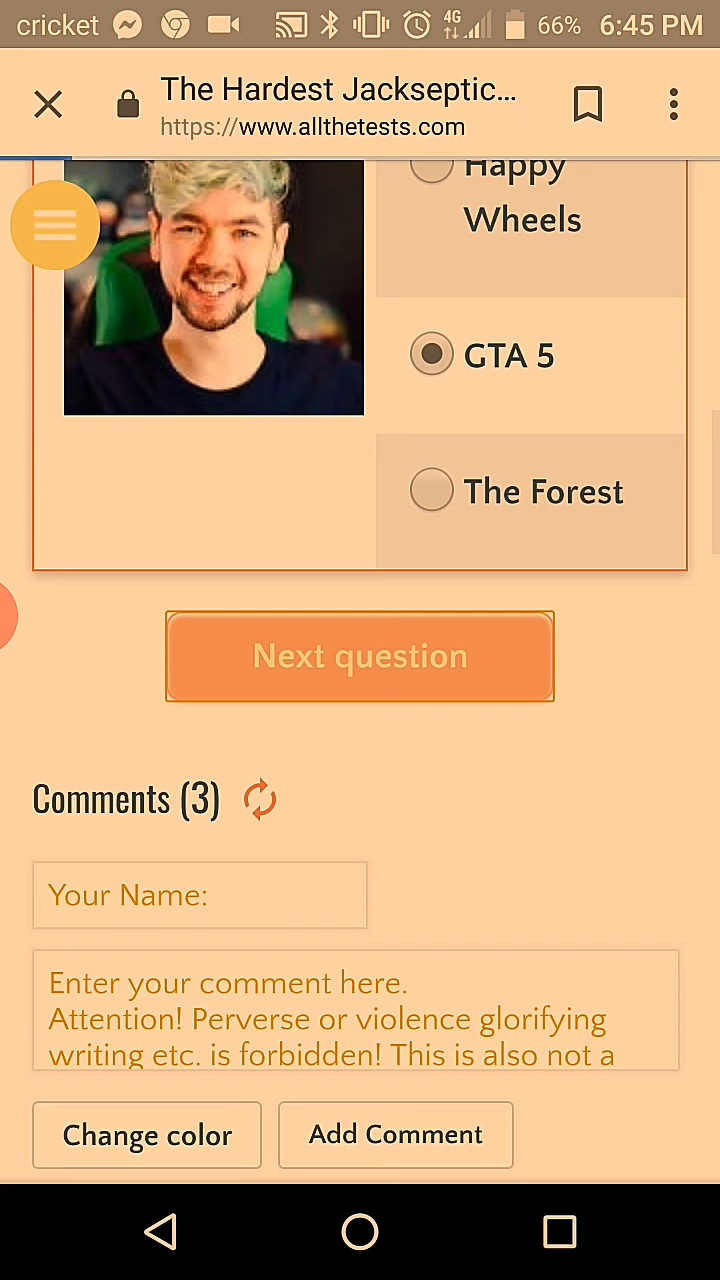 cricket 4G 66% 6:45 PM
The Hardest Jackseptic...
https://www.allthetests.com
Happy
Wheels
GTA 5
The Forest
Next question
Comments (3)
Your Name:
Enter your comment here.
Attention! Perverse or violence glorifying
writing etc. is forbidden! This is also not a
Change color
Add Comment